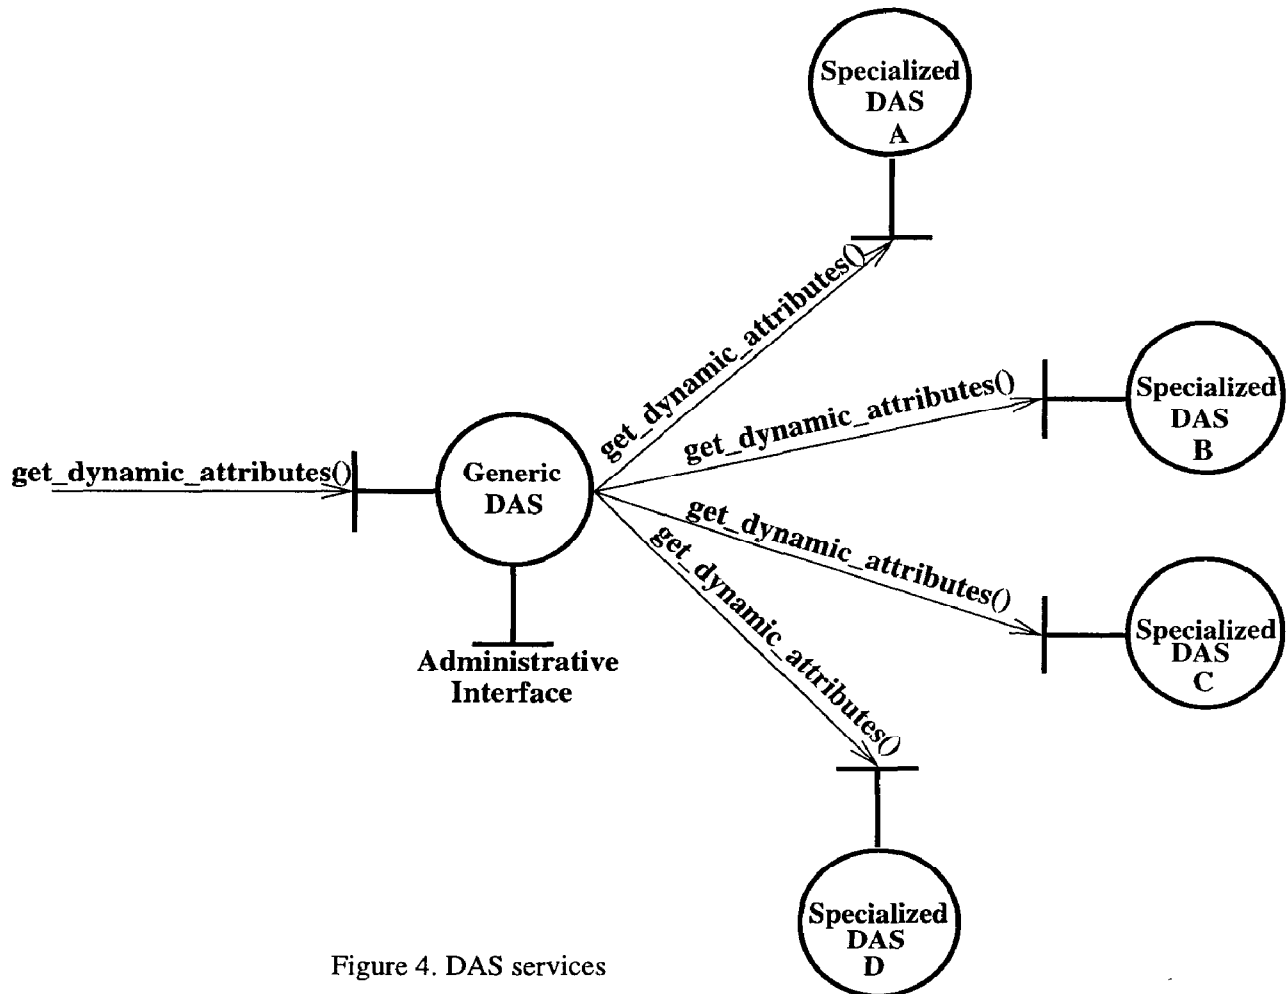 Specialized
DAS
A
get_dynamic_attributes()
Specialized
DAS
B
get_dynamic_attributes()
get_dynamic_attributes()
Generic
DAS
get_dynamic_attributes()
Specialized
DAS
C
get_dynamic_attributes()
Administrative
Interface
Specialized
DAS
D
Figure 4. DAS services